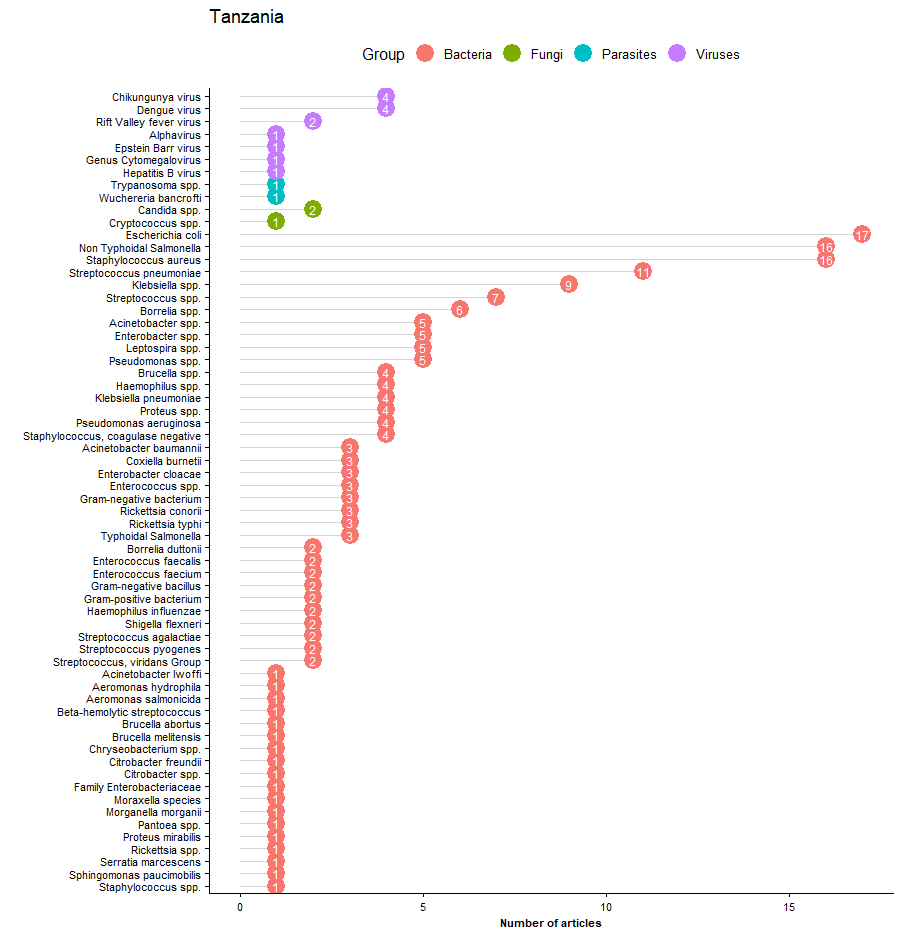 Tanzania
Group Bacteria Fungi Parasites Viruses
Chikungunya virus 4
Dengue virus 4
Rift Valley fever virus 2
Alphavirus 1
Epstein Barr virus 1
Genus Cytomegalovirus 1
Hepatitis B virus 1
Trypanosoma spp. 1
Wuchereria bancrofti 1
Candida spp. 2
Cryptococcus spp. 1
Escherichia coli 17
Non Typhoidal Salmonella 16
Staphylococcus aureus 16
Streptococcus pneumoniae 11
Klebsiella spp. 9
Streptococcus spp. 7
Borrelia spp. 6
Acinetobacter spp. 5
Enterobacter spp. 5
Leptospira spp. 5
Pseudomonas spp. 5
Brucella spp. 4
Haemophilus spp. 4
Klebsiella pneumoniae 4
Proteus spp. 4
Pseudomonas aeruginosa 4
Staphylococcus, coagulase negative 4
Acinetobacter baumannii 3
Coxiella burnetii 3
Enterobacter cloacae 3
Enterococcus spp. 3
Gram-negative bacterium 3
Rickettsia conorii 3
Rickettsia typhi 3
Typhoidal Salmonella 3
Borrelia duttonii 2
Enterococcus faecalis 2
Enterococcus faecium 2
Gram-negative bacillus 2
Gram-positive bacterium 2
Haemophilus influenzae 2
Shigella flexneri 2
Streptococcus agalactiae 2
Streptococcus pyogenes 2
Streptococcus, viridans Group 2
Acinetobacter lwoffi 1
Aeromonas hydrophila 1
Aeromonas salmonicida 1
Beta-hemolytic streptococcus 1
Brucella abortus 1
Brucella melitensis 1
Chryseobacterium spp. 1
Citrobacter freundii 1
Citrobacter spp. 1
Family Enterobacteriaceae 1
Moraxella species 1
Morganella morganii 1
Pantoea spp. 1
Proteus mirabilis 1
Rickettsia spp. 1
Serratia marcescens 1
Sphingomonas paucimobilis 1
Staphylococcus spp. 1
0 5 10 15
Number of articles